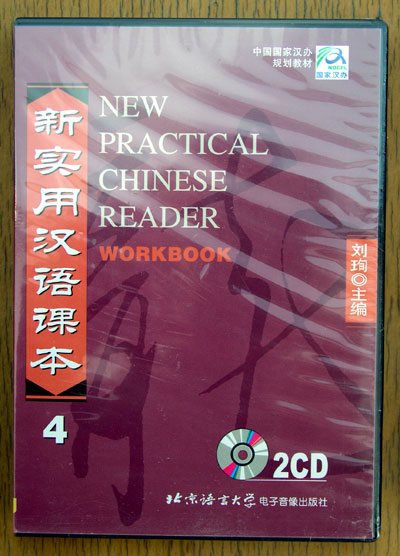 中国国家汉办
规划教材
NOCFL
国家汉办
新实用汉语课本
4
NEW
PRACTICAL
CHINESE
READER
WORKBOOK
刘珣◎主编
2CD
北京语言大学 电子音像出版社